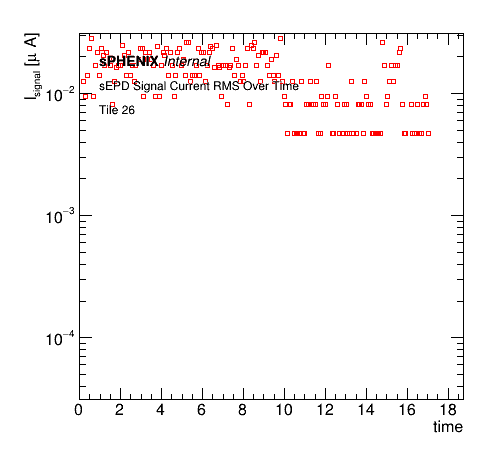 I_signal [μ A]
sPHENIX Internal
sEPD Signal Current RMS Over Time
Tile 26
10⁻²
10⁻³
10⁻⁴
0 2 4 6 8 10 12 14 16 18
time